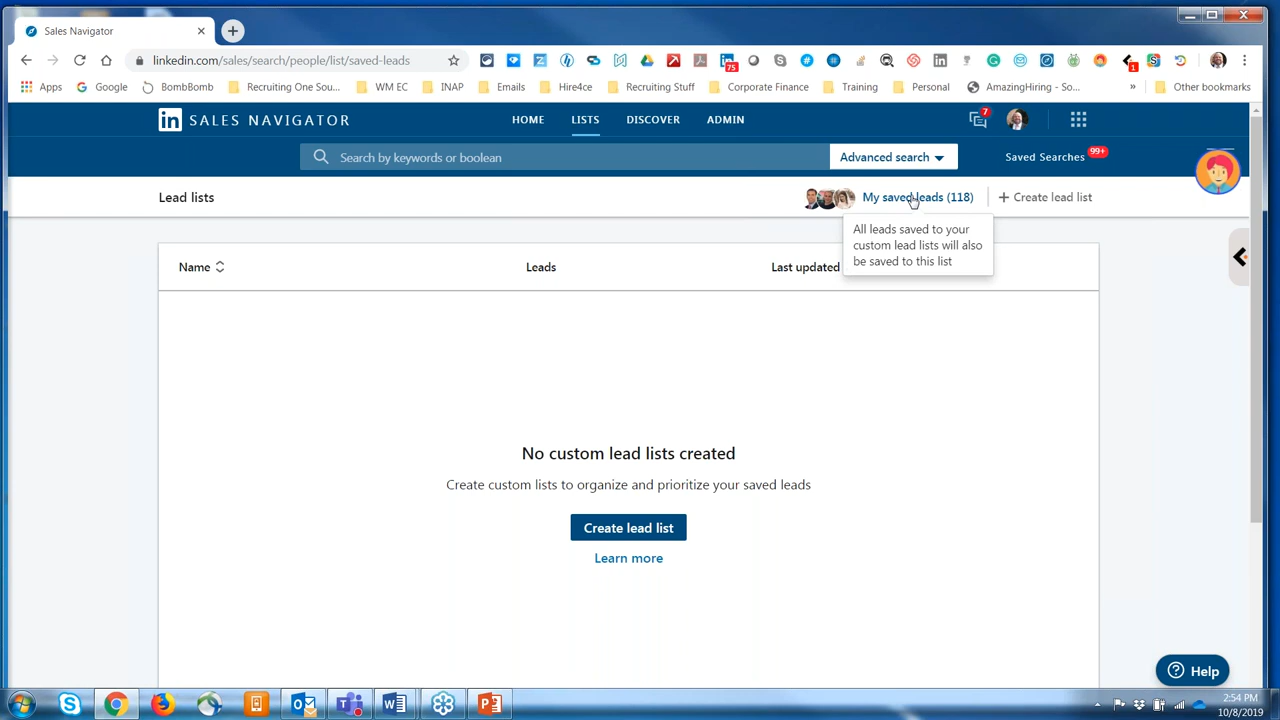 Sales Navigator
linkedin.com/sales/search/people/list/saved-leads
75
1
Apps
Google
BombBomb
Recruiting One Sou...
WM EC
INAP
Emails
Hire4ce
Recruiting Stuff
Corporate Finance
Training
Personal
AmazingHiring - So...
»
Other bookmarks
in SALES NAVIGATOR
HOME
LISTS
DISCOVER
ADMIN
7
Search by keywords or boolean
Advanced search
Saved Searches
99+
Lead lists
My saved leads (118)
+ Create lead list
All leads saved to your
custom lead lists will also
be saved to this list
Name
Leads
Last updated
No custom lead lists created
Create custom lists to organize and prioritize your saved leads
Create lead list
Learn more
? Help
2:54 PM
10/8/2019